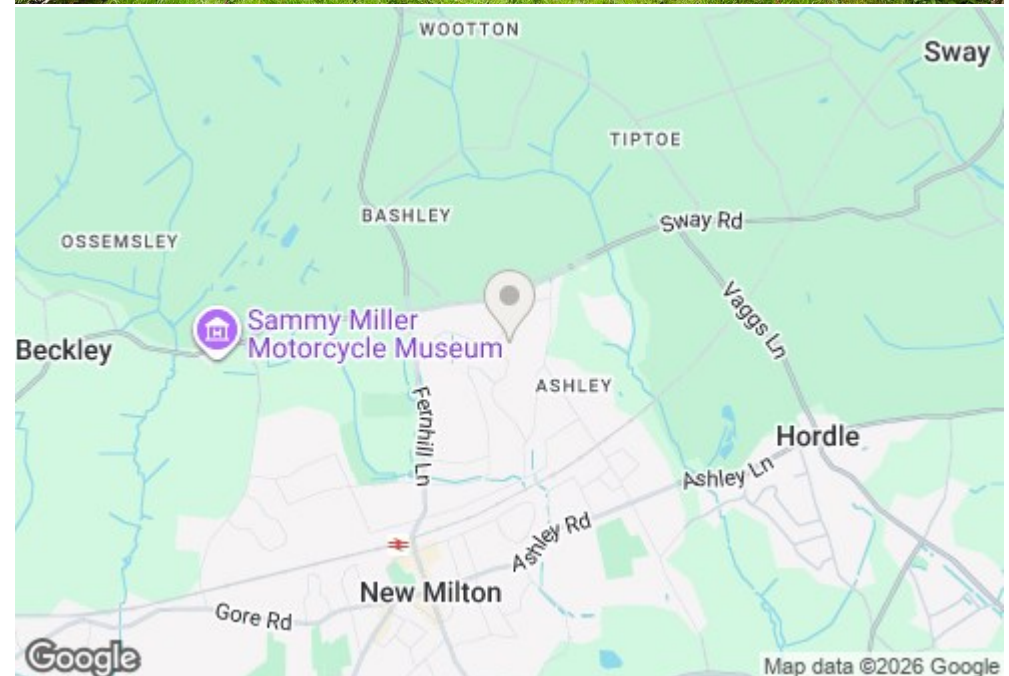 WOOTTON
Sway
TIPTOE
BASHLEY
Sway Rd
OSSEMSLEY
Vaggs Ln
Sammy Miller
Motorcycle Museum
Beckley
ASHLEY
Fernhill Ln
Hordle
Ashley Ln
Ashley Rd
New Milton
Gore Rd
Google
Map data ©2026 Google